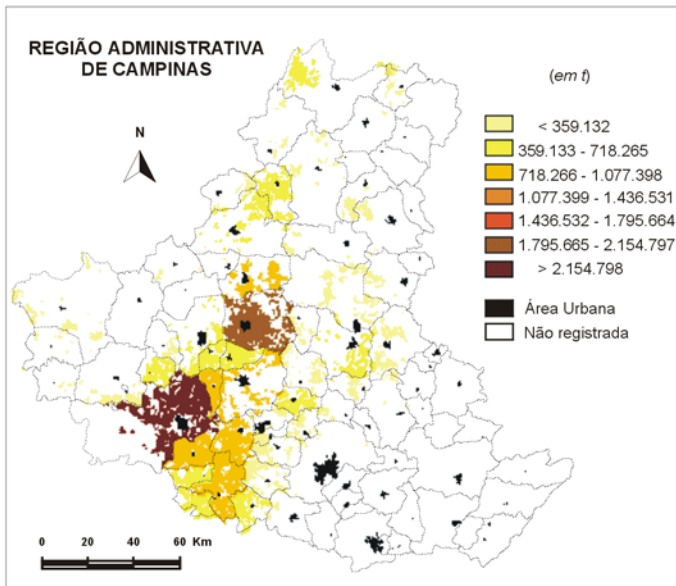 REGIÃO ADMINISTRATIVA
DE CAMPINAS
N
(em t)
< 359.132
359.133 - 718.265
718.266 - 1.077.398
1.077.399 - 1.436.531
1.436.532 - 1.795.664
1.795.665 - 2.154.797
> 2.154.798
Área Urbana
Não registrada
0 20 40 60 Km